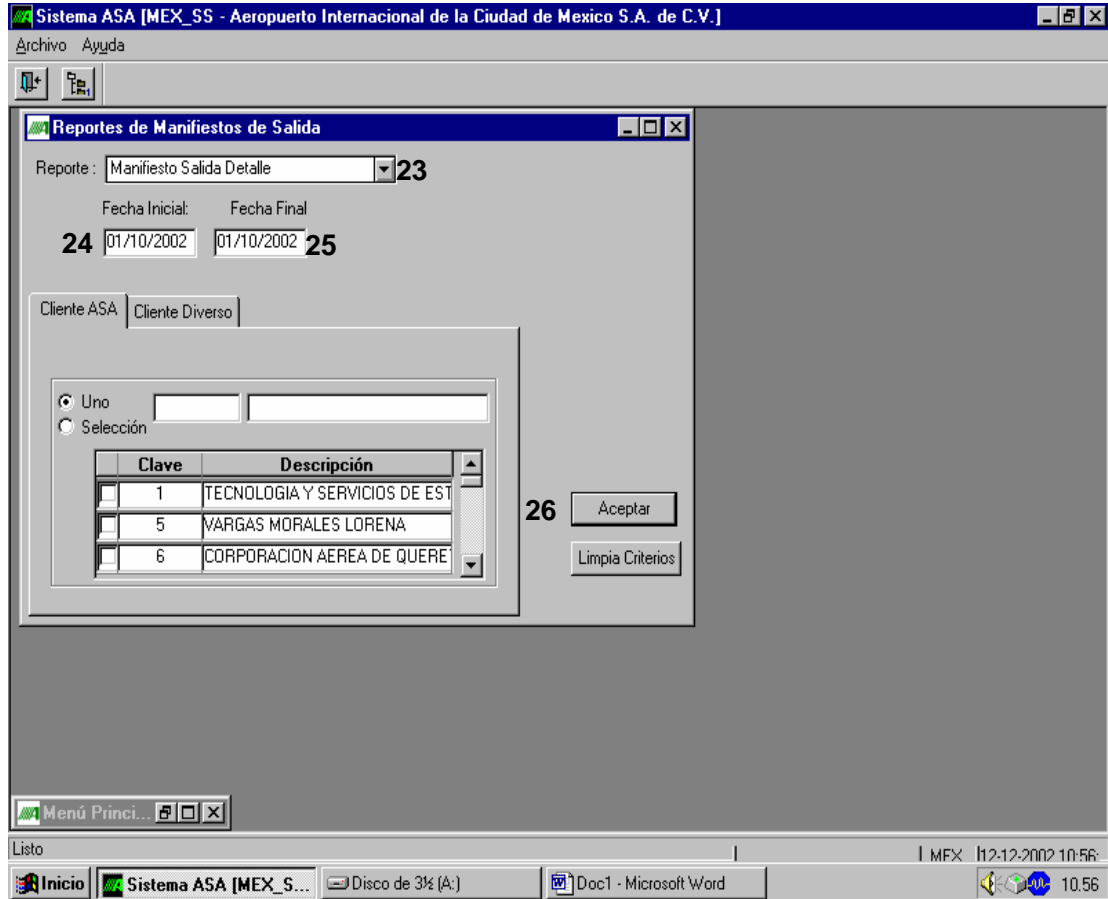 Sistema ASA [MEX_SS - Aeropuerto Internacional de la Ciudad de Mexico S.A. de C.V.]
Archivo Ayuda
Reportes de Manifiestos de Salida
Reporte : Manifiesto Salida Detalle 23
Fecha Inicial: Fecha Final
24 01/10/2002 01/10/2002 25
Cliente ASA Cliente Diverso
Uno
Selección
Clave Descripción
1 TECNOLOGIA Y SERVICIOS DE EST
5 VARGAS MORALES LORENA
6 CORPORACION AEREA DE QUERE
26 Aceptar
Limpia Criterios
Menú Princi...
Listo MEX 12-12-2002 10:56:
Inicio Sistema ASA [MEX_S... Disco de 3½ (A:) Doc1 - Microsoft Word 10.56